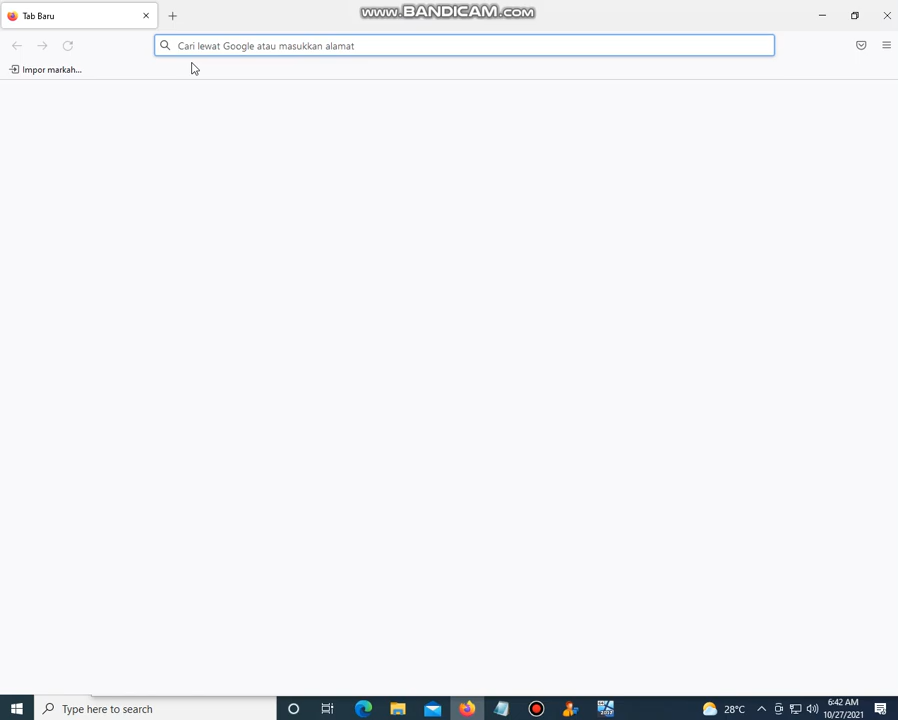 Tab Baru
www.BANDICAM.com
Cari lewat Google atau masukkan alamat
Impor markah...
Type here to search
28°C
6:42 AM
10/27/2021